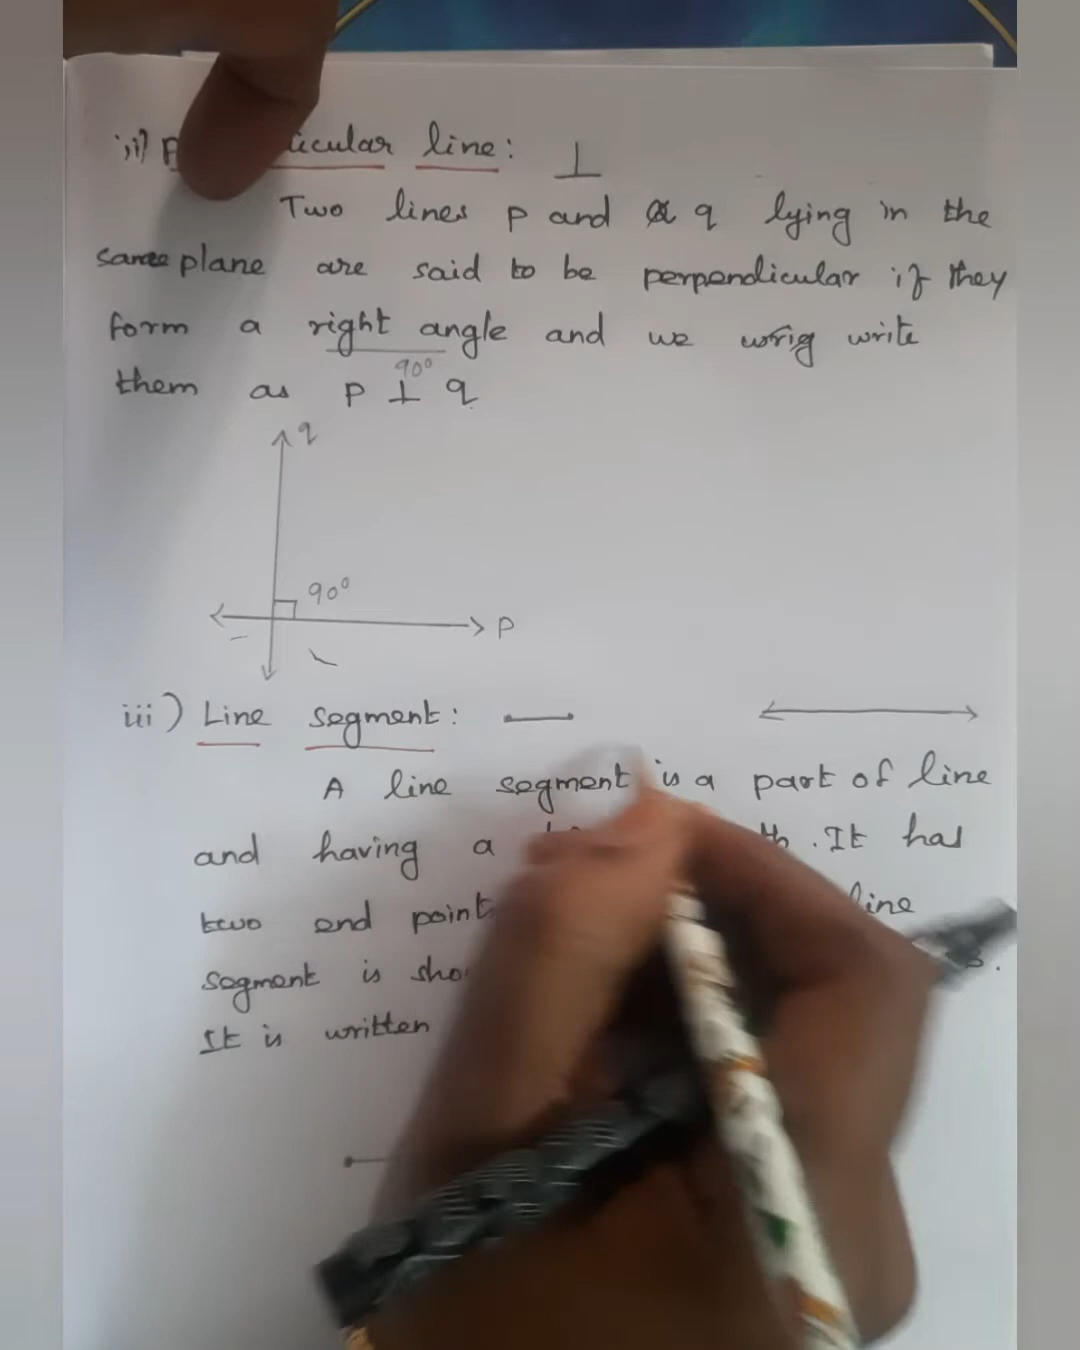 ii) icular line: ⊥
Two lines p and q lying in the
same plane are said to be perpendicular if they
form a right angle and we wrig write
90°
them as p ⊥ q
q
90°
P
iii) Line segment:
A line segment is a part of line
and having a . It has
two end point line
segment is
It is written